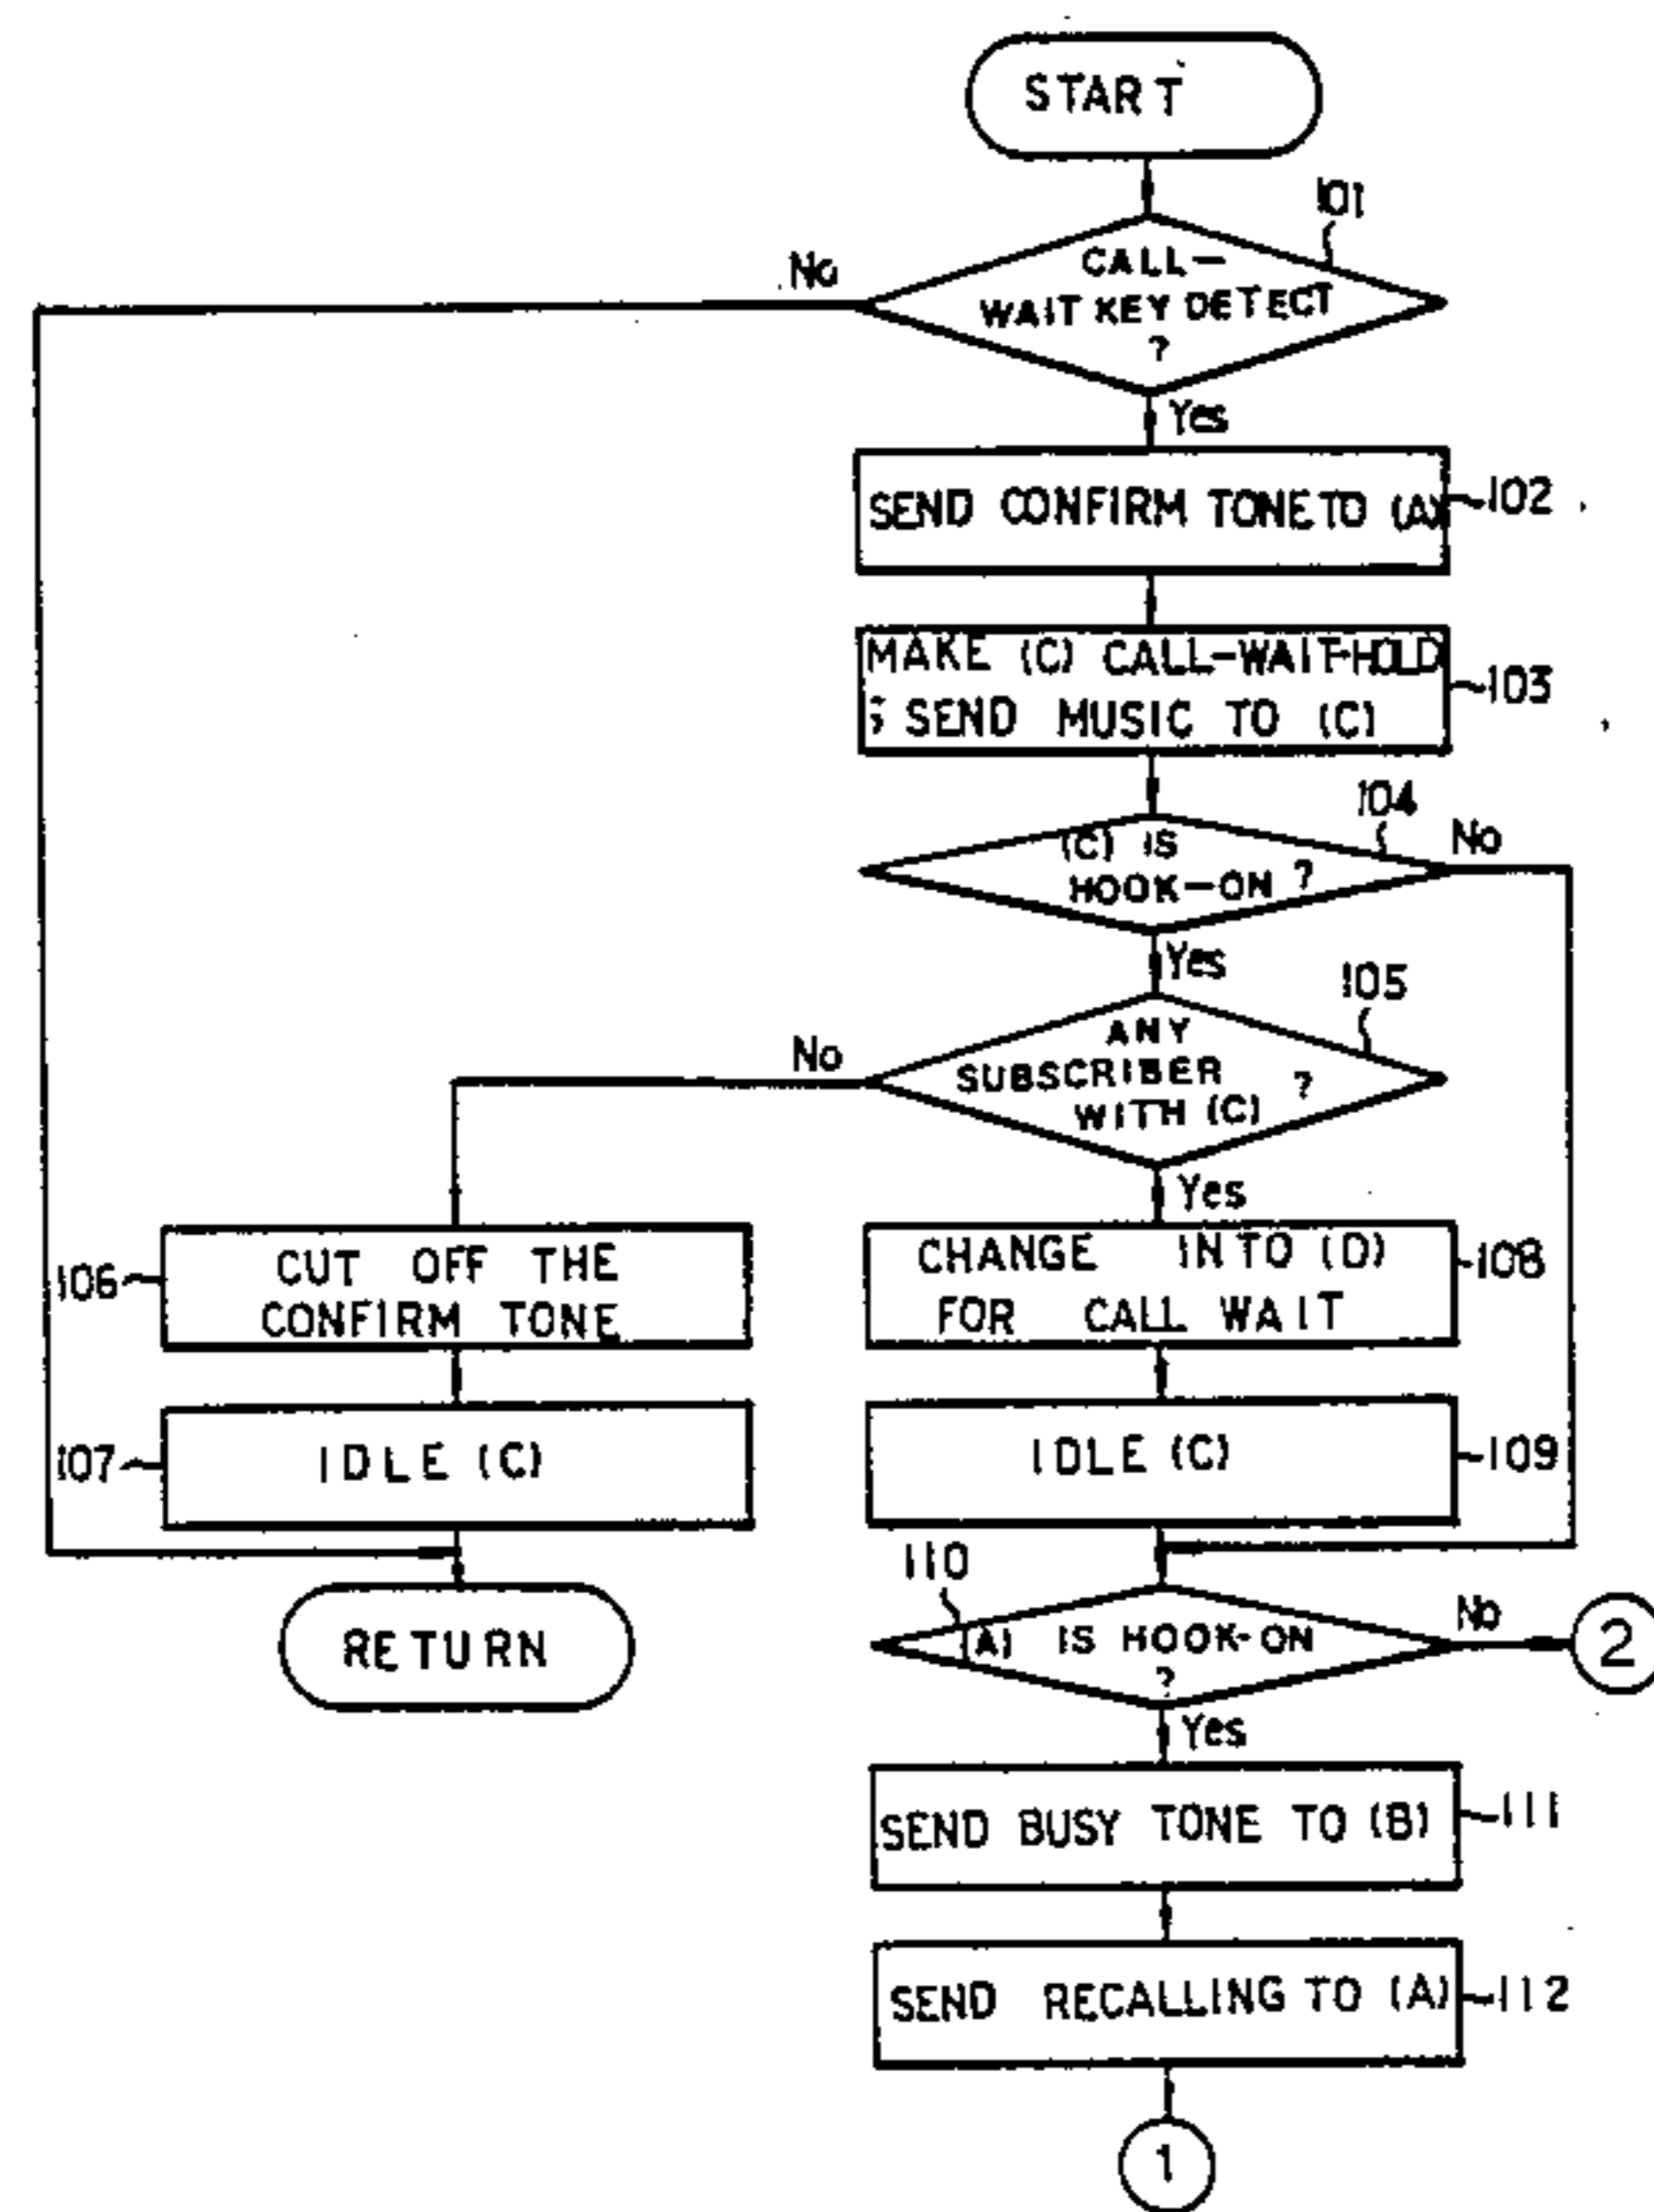 START
101
No
CALL-
WAIT KEY DETECT
?
Yes
SEND CONFIRM TONE TO (A)
102
MAKE (C) CALL-WAIT-HOLD
; SEND MUSIC TO (C)
103
104
(C) IS
HOOK-ON ?
No
Yes
105
No
ANY
SUBSCRIBER ?
WITH (C)
Yes
106
CUT OFF THE
CONFIRM TONE
CHANGE INTO (D)
FOR CALL WAIT
108
107
IDLE (C)
IDLE (C)
109
110
RETURN
(A) IS HOOK-ON
?
No
2
Yes
SEND BUSY TONE TO (B)
111
SEND RECALLING TO (A)
112
1